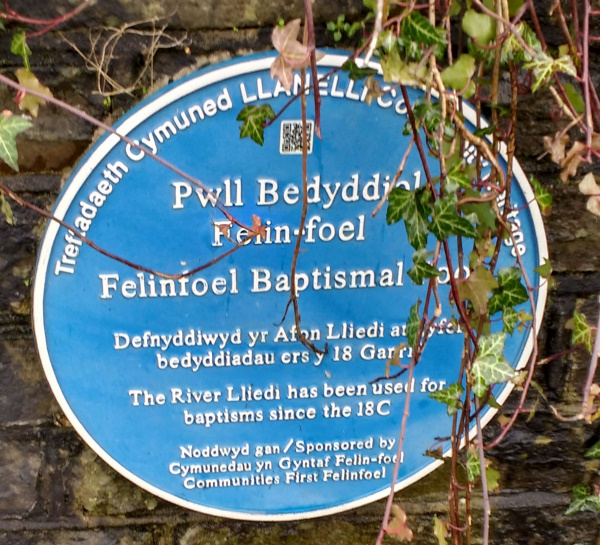 Treftadaeth Cymuned LLANELLI
Pwll Bedyddiol
Felin-foel
Felinfoel Baptismal
Defnyddiwyd yr Afon Lliedi
bedyddiadau ers y 18
The River Lliedi has been used for
baptisms since the 18C
Noddwyd gan/Sponsored by
Cymunedau yn Gyntaf Felin-foel
Communities First Felinfoel